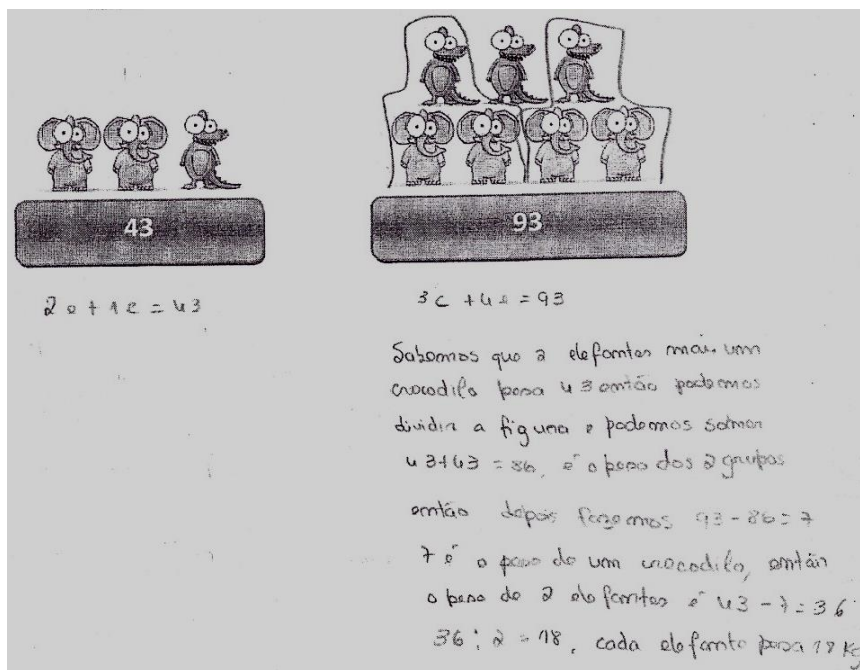 43
93
2e+1c=43
3c+4e=93
Sabemos que 2 elefantes mais um
crocodilo pesa 43 então podemos
dividir a figura e podemos somar
43+43=86, é o peso dos 2 grupos
então depois fazemos 93-86=7
7 é o peso de um crocodilo, então
o peso de 2 elefantes é 43-7=36
36:2=18, cada elefante pesa 18 Kg